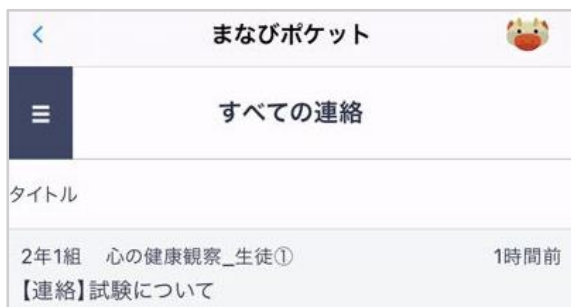 まなびポケット
すべての連絡
タイトル
2年1組　心の健康観察_生徒①　1時間前
【連絡】試験について